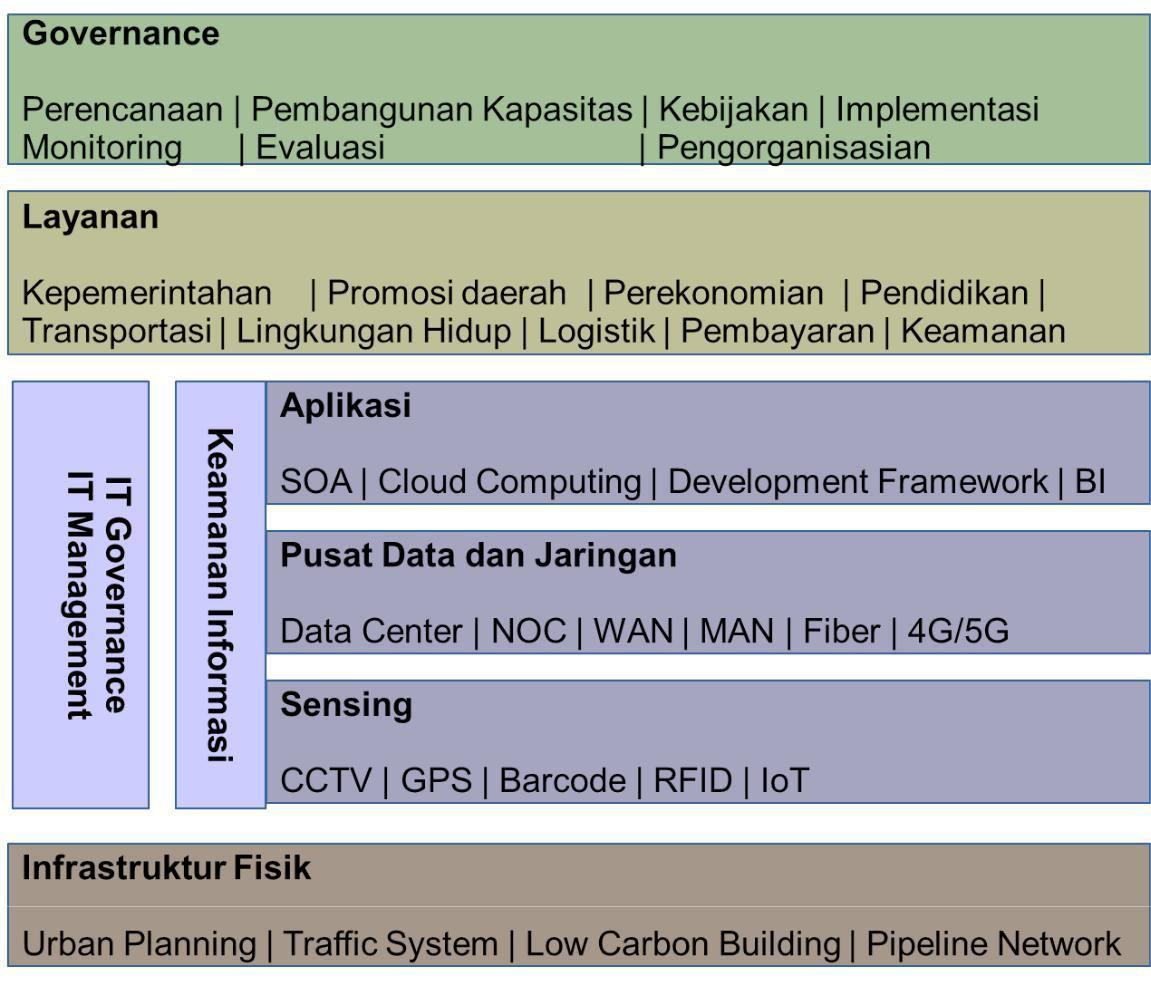 Governance
Perencanaan | Pembangunan Kapasitas | Kebijakan | Implementasi
Monitoring | Evaluasi | Pengorganisasian
Layanan
Kepemerintahan | Promosi daerah | Perekonomian | Pendidikan |
Transportasi | Lingkungan Hidup | Logistik | Pembayaran | Keamanan
IT Governance
IT Management
Keamanan Informasi
Aplikasi
SOA | Cloud Computing | Development Framework | BI
Pusat Data dan Jaringan
Data Center | NOC | WAN | MAN | Fiber | 4G/5G
Sensing
CCTV | GPS | Barcode | RFID | IoT
Infrastruktur Fisik
Urban Planning | Traffic System | Low Carbon Building | Pipeline Network